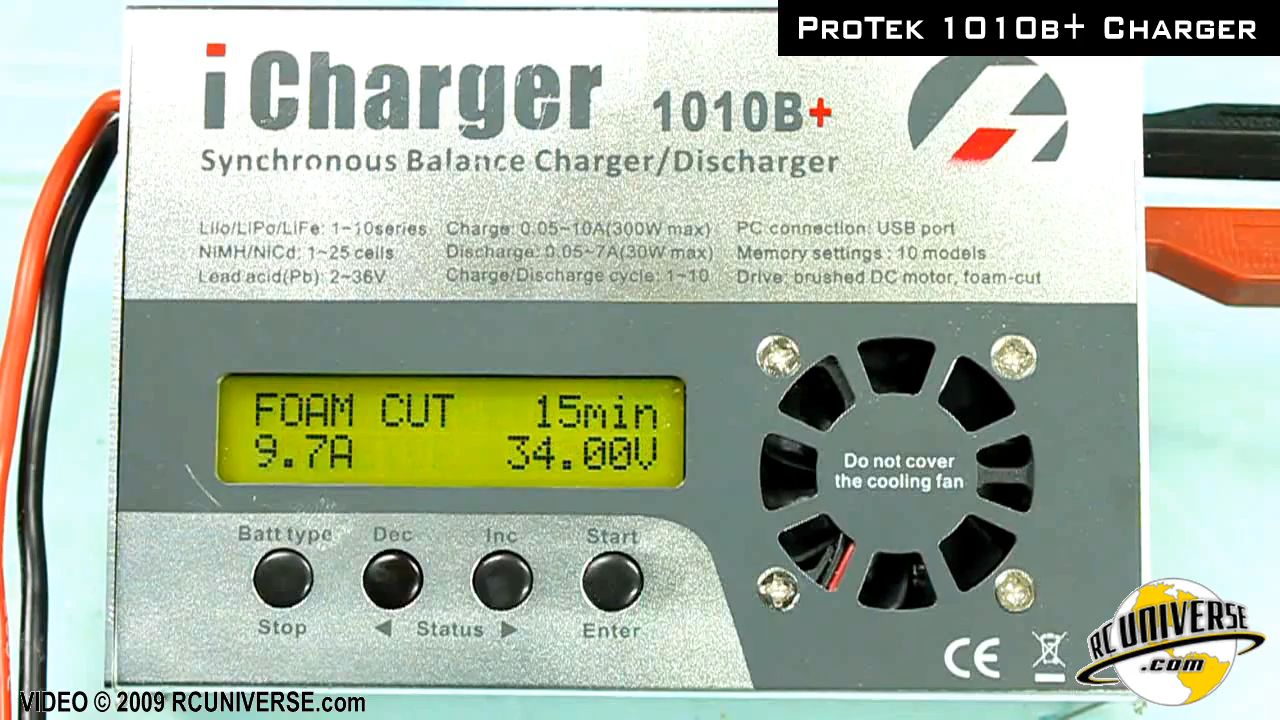 ProTek 1010b+ Charger
iCharger 1010B+
Synchronous Balance Charger/Discharger
LiIo/LiPo/LiFe: 1~10series Charge: 0.05~10A(300W max) PC connection: USB port
NiMH/NiCd: 1~25 cells Discharge: 0.05~7A(30W max) Memory settings : 10 models
Lead acid(Pb) 2~36V Charge/Discharge cycle: 1~10 Drive: brushed DC motor, foam-cut
FOAM CUT 15min
9.7A 34.00V
Do not cover
the cooling fan
Batt type Dec Inc Start
Stop ◀ Status ▶ Enter
CE
RC UNIVERSE
.com
VIDEO © 2009 RCUNIVERSE.com